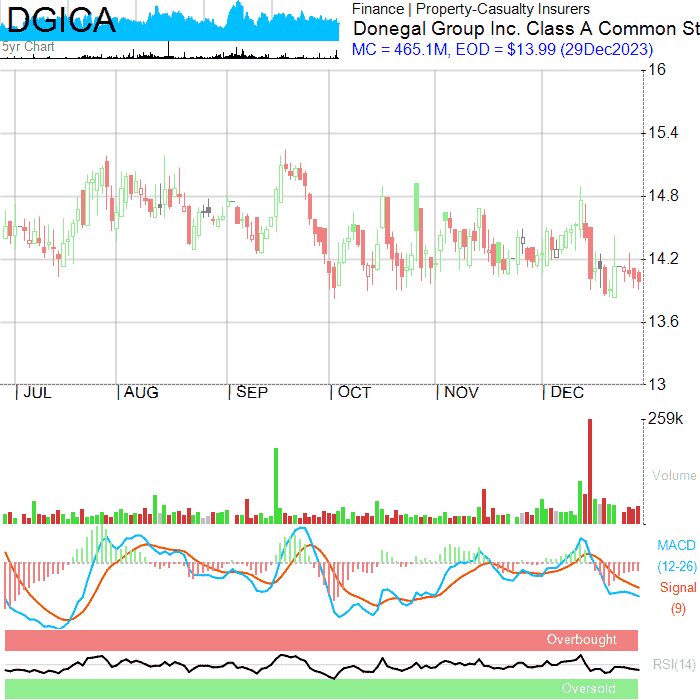 DGICA
5yr Chart
Finance | Property-Casualty Insurers
Donegal Group Inc. Class A Common St
MC = 465.1M, EOD = $13.99 (29Dec2023)
16
15.4
14.8
14.2
13.6
13
| JUL | AUG | SEP | OCT | NOV | DEC
259k
Volume
MACD
(12-26)
Signal
(9)
Overbought
RSI(14)
Oversold